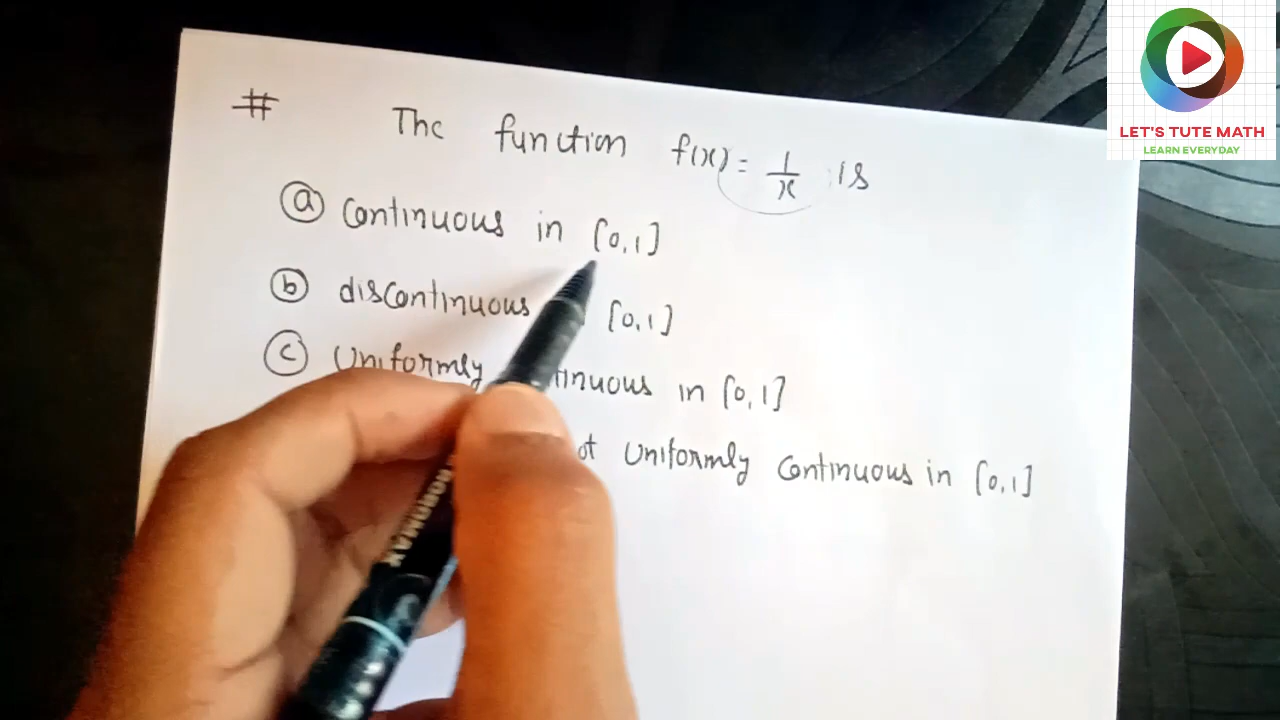 # The function f(x) = 1/x is
(a) Continuous in [0,1]
(b) discontinuous [0,1]
(c) Uniformly continuous in [0,1]
Uniformly Continuous in [0,1]
LET'S TUTE MATH
LEARN EVERYDAY